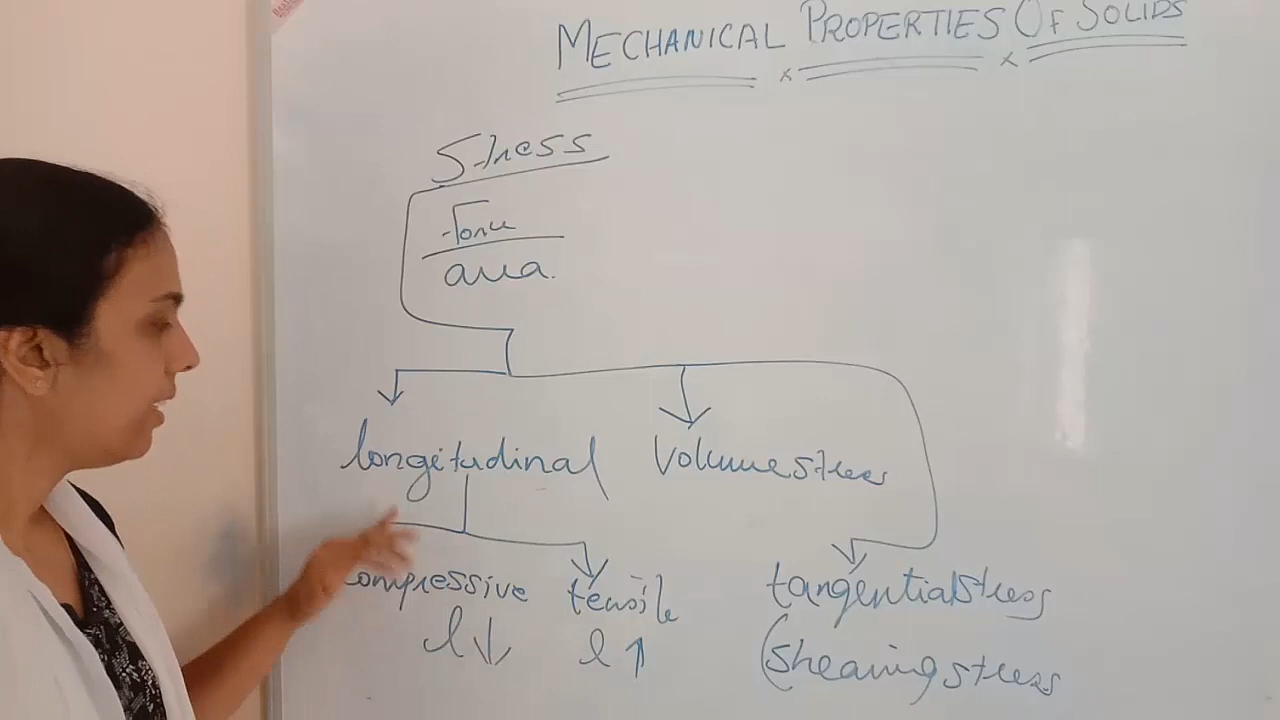 MECHANICAL PROPERTIES OF SOLIDS
Stress
Force
area.
longitudinal
Volume stress
compressive
tensile
l↓
l↑
tangential stress
(shearing stress